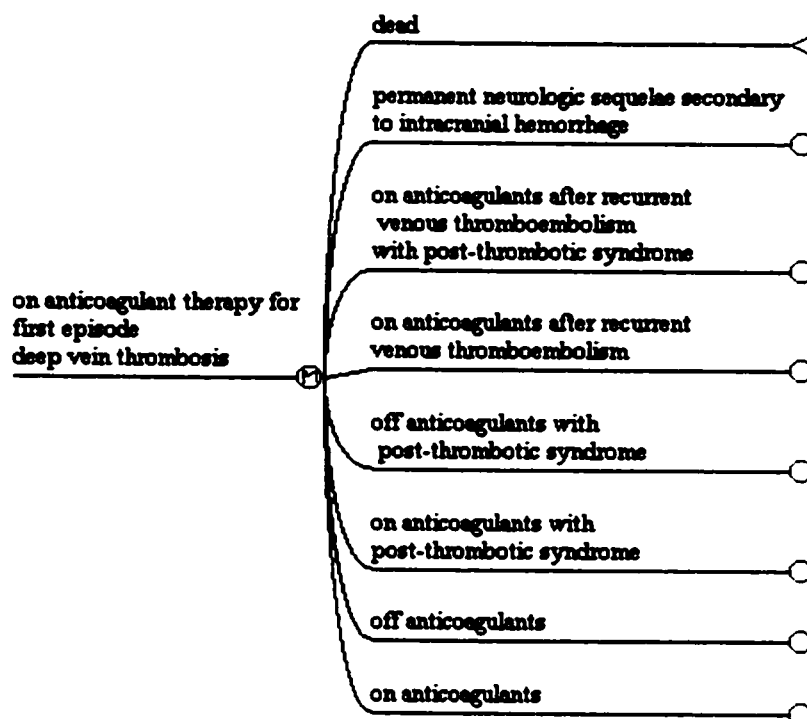 dead
permanent neurologic sequelae secondary
to intracranial hemorrhage
on anticoagulants after recurrent
venous thromboembolism
with post-thrombotic syndrome
on anticoagulant therapy for
first episode
deep vein thrombosis
M
on anticoagulants after recurrent
venous thromboembolism
off anticoagulants with
post-thrombotic syndrome
on anticoagulants with
post-thrombotic syndrome
off anticoagulants
on anticoagulants